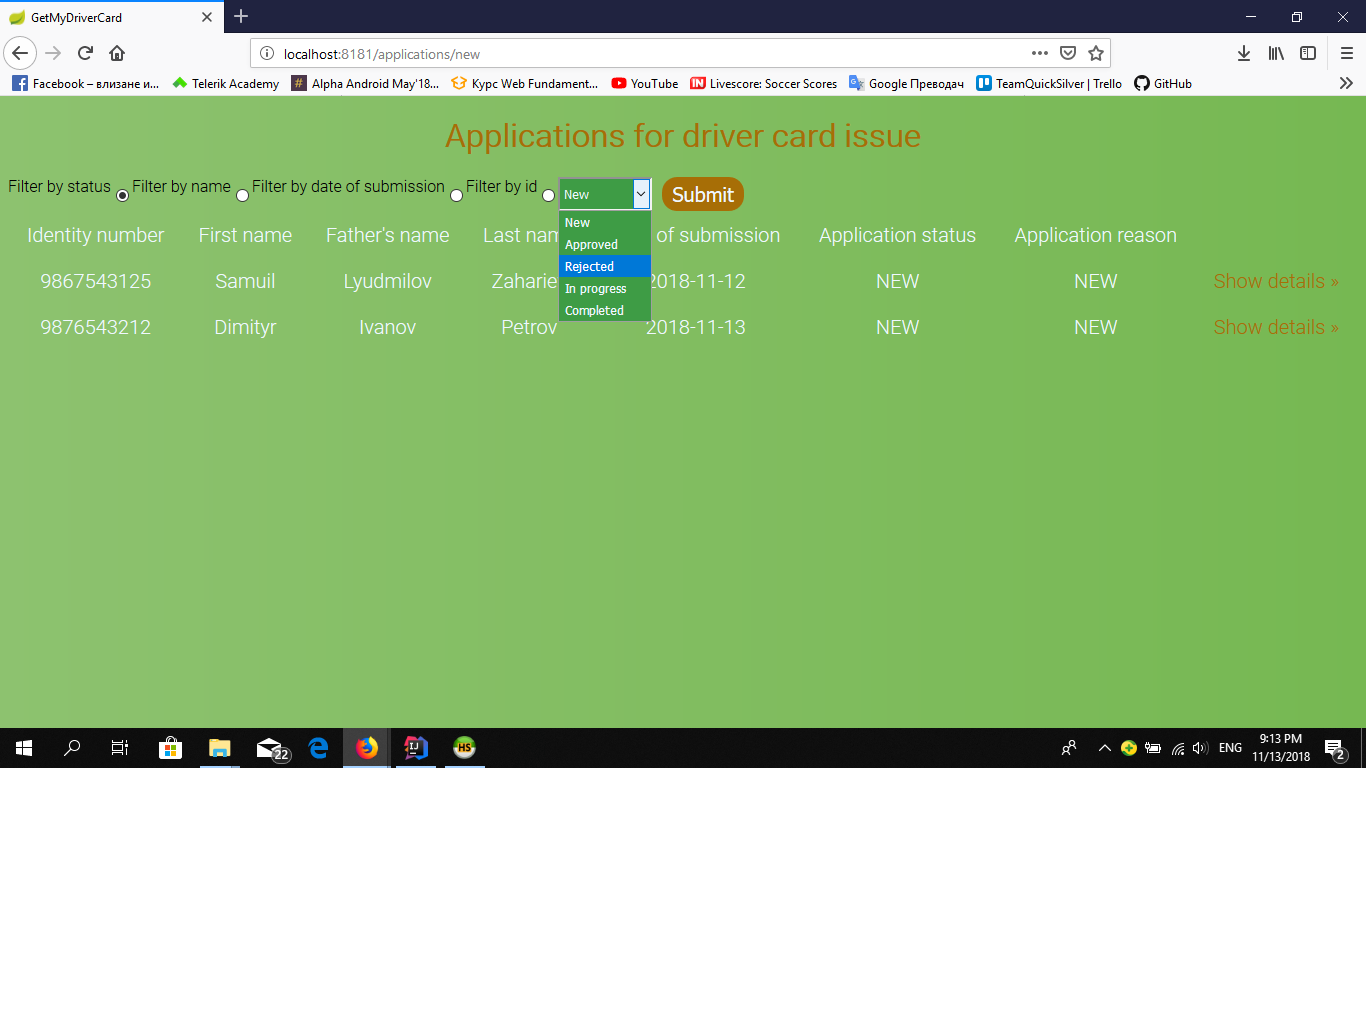 GetMyDriverCard
localhost:8181/applications/new
Facebook – влизане и... Telerik Academy Alpha Android May'18... Курс Web Fundament... YouTube Livescore: Soccer Scores Google Преводач TeamQuickSilver | Trello GitHub
Applications for driver card issue
Filter by status Filter by name Filter by date of submission Filter by id New Submit
New
Approved
Rejected
In progress
Completed
Identity number First name Father's name Last nam of submission Application status Application reason
9867543125 Samuil Lyudmilov Zaharie 2018-11-12 NEW NEW Show details »
9876543212 Dimityr Ivanov Petrov 2018-11-13 NEW NEW Show details »
22 IJ HS ENG 9:13 PM
11/13/2018 2